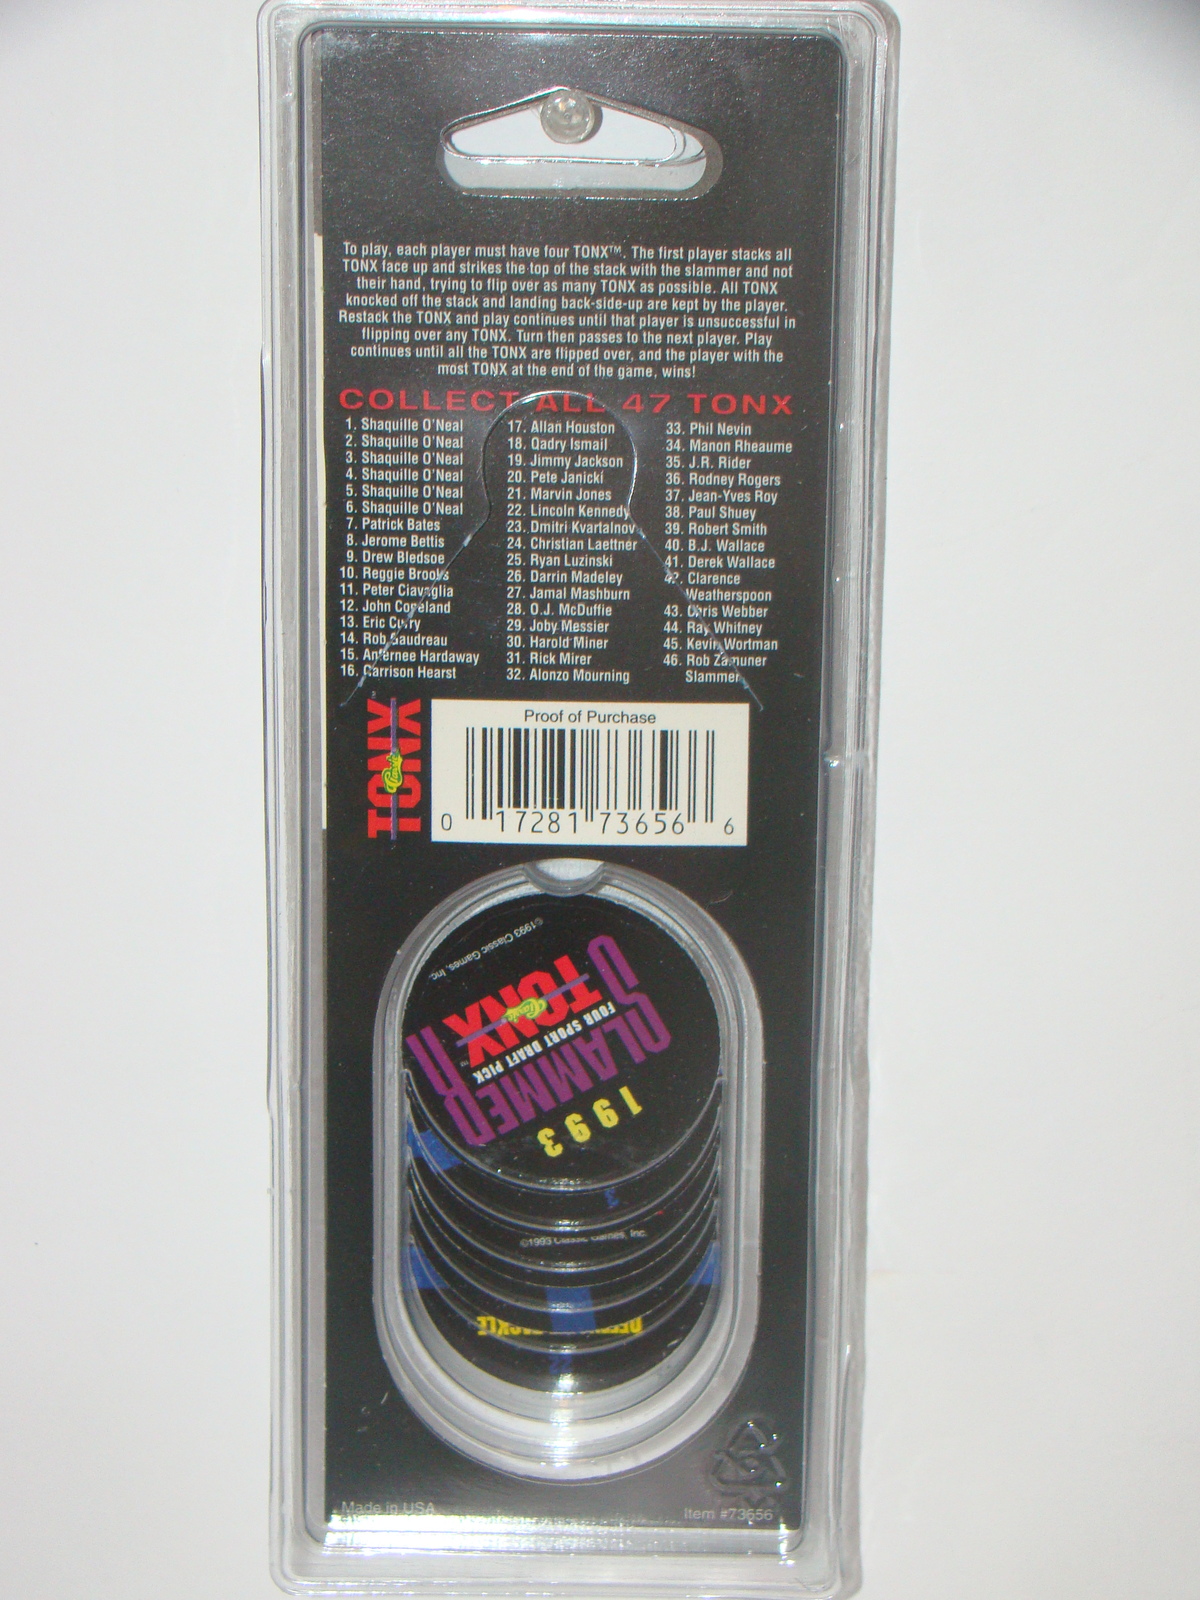 To play, each player must have four TONX™. The first player stacks all
TONX face up and strikes the top of the stack with the slammer and not
their hand, trying to flip over as many TONX as possible. All TONX
knocked off the stack and landing back-side-up are kept by the player.
Restack the TONX and play continues until that player is unsuccessful in
flipping over any TONX. Turn then passes to the next player. Play
continues until all the TONX are flipped over, and the player with the
most TONX at the end of the game, wins!
COLLECT ALL 47 TONX
1. Shaquille O'Neal
2. Shaquille O'Neal
3. Shaquille O'Neal
4. Shaquille O'Neal
5. Shaquille O'Neal
6. Shaquille O'Neal
7. Patrick Bates
8. Jerome Bettis
9. Drew Bledsoe
10. Reggie Brooks
11. Peter Ciavaglia
12. John Copeland
13. Eric Curry
14. Rob Gaudreau
15. Anfernee Hardaway
16. Garrison Hearst
17. Allan Houston
18. Qadry Ismail
19. Jimmy Jackson
20. Pete Janicki
21. Marvin Jones
22. Lincoln Kennedy
23. Dmitri Kvartalnov
24. Christian Laettner
25. Ryan Luzinski
26. Darrin Madeley
27. Jamal Mashburn
28. O.J. McDuffie
29. Joby Messier
30. Harold Miner
31. Rick Mirer
32. Alonzo Mourning
33. Phil Nevin
34. Manon Rheaume
35. J.R. Rider
36. Rodney Rogers
37. Jean-Yves Roy
38. Paul Shuey
39. Robert Smith
40. B.J. Wallace
41. Derek Wallace
42. Clarence
Weatherspoon
43. Chris Webber
44. Ray Whitney
45. Kevin Wortman
46. Rob Zamuner
Slammer
TONX
Classic
Proof of Purchase
0 17281 73656 6
©1993 Classic Games, Inc.
TONX
Classic
FOUR SPORT DRAFT PICK
SLAMMER
1993
©1993 Classic Games, Inc.
Made in USA
Item #73656